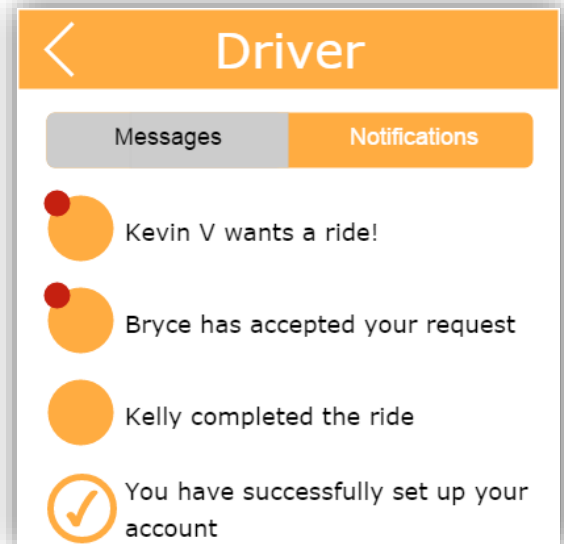 Driver
Messages Notifications
Kevin V wants a ride!
Bryce has accepted your request
Kelly completed the ride
You have successfully set up your
account